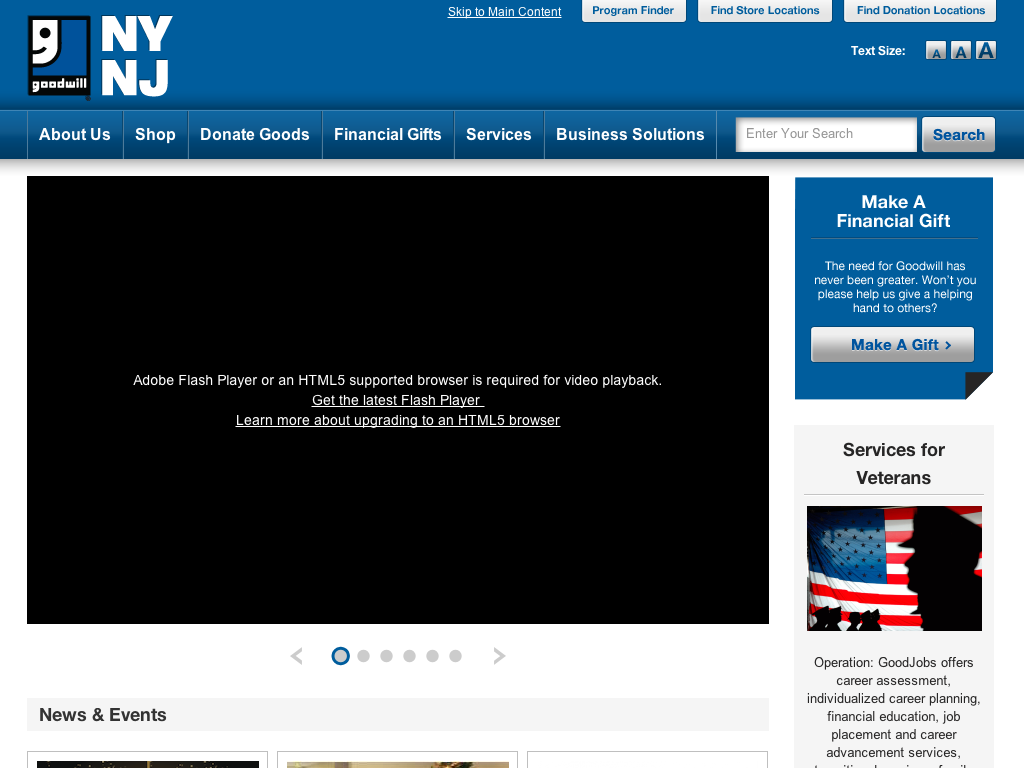 Skip to Main Content
Program Finder
Find Store Locations
Find Donation Locations
goodwill
NY
NJ
Text Size:
A
A
A
About Us
Shop
Donate Goods
Financial Gifts
Services
Business Solutions
Enter Your Search
Search
Adobe Flash Player or an HTML5 supported browser is required for video playback.
Get the latest Flash Player
Learn more about upgrading to an HTML5 browser
Make A
Financial Gift
The need for Goodwill has
never been greater. Won't you
please help us give a helping
hand to others?
Make A Gift ›
Services for
Veterans
Operation: GoodJobs offers
career assessment,
individualized career planning,
financial education, job
placement and career
advancement services,
News & Events